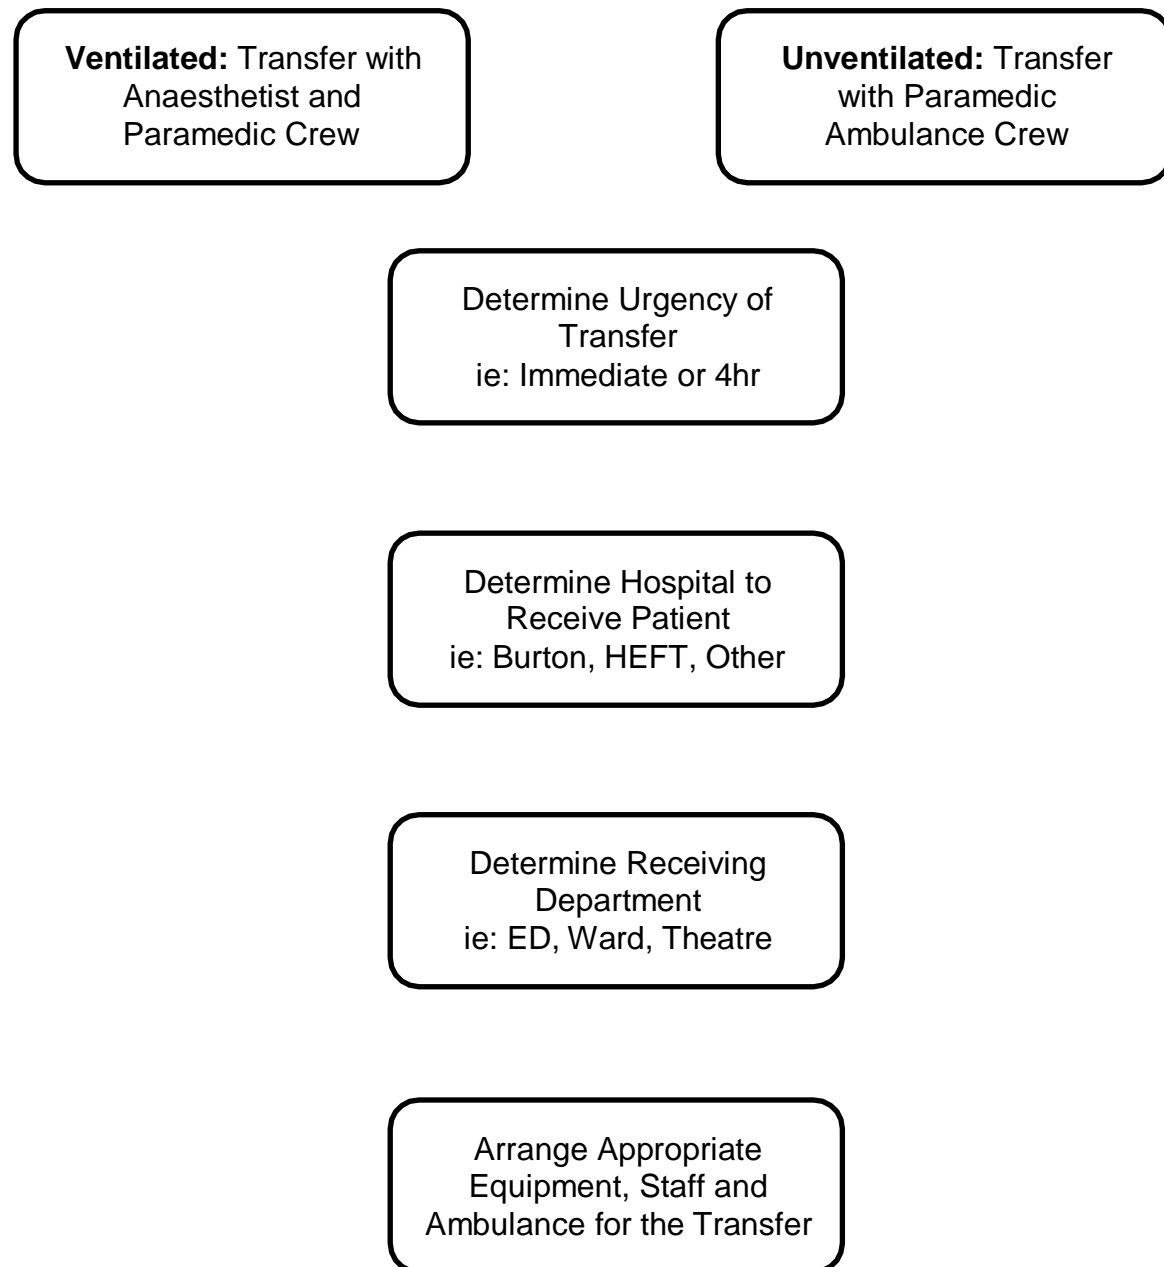 Ventilated: Transfer with
Anaesthetist and
Paramedic Crew
Unventilated: Transfer
with Paramedic
Ambulance Crew
Determine Urgency of
Transfer
ie: Immediate or 4hr
Determine Hospital to
Receive Patient
ie: Burton, HEFT, Other
Determine Receiving
Department
ie: ED, Ward, Theatre
Arrange Appropriate
Equipment, Staff and
Ambulance for the Transfer